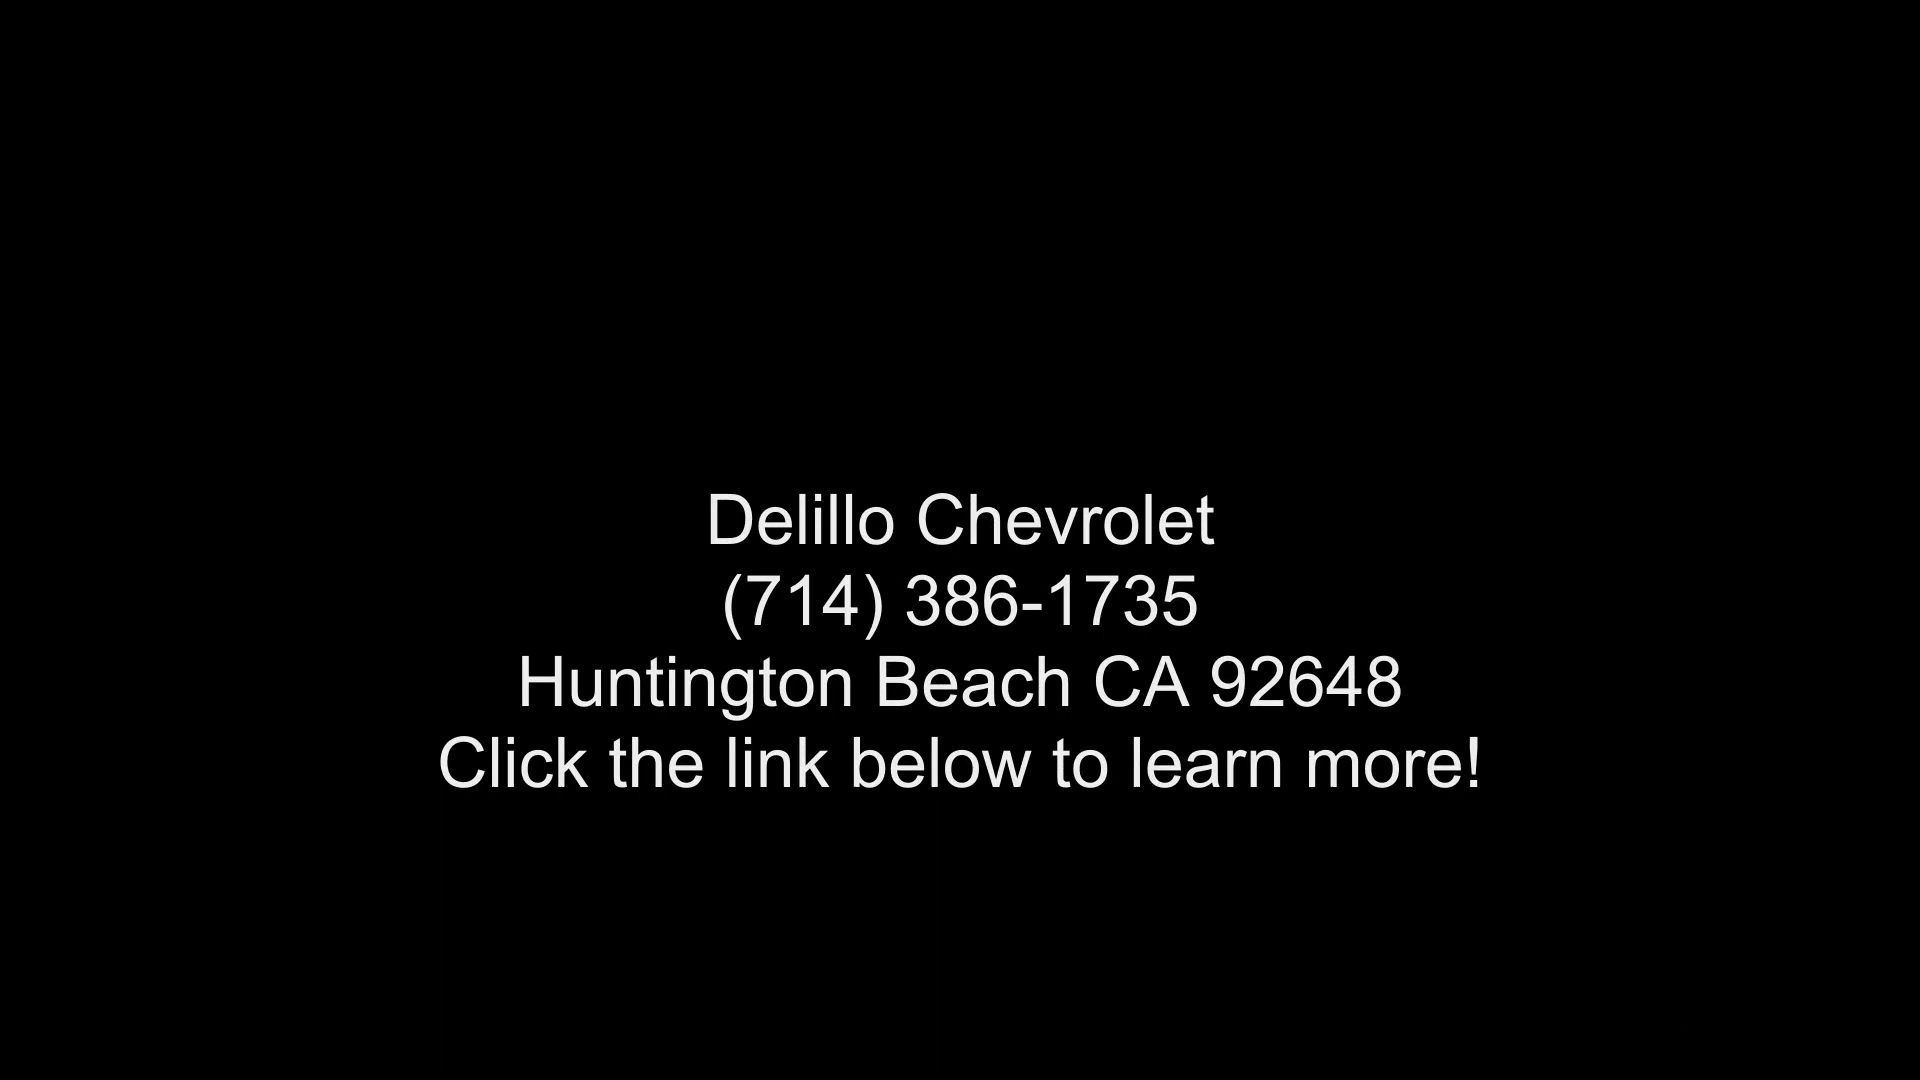 Delillo Chevrolet
(714) 386-1735
Huntington Beach CA 92648
Click the link below to learn more!